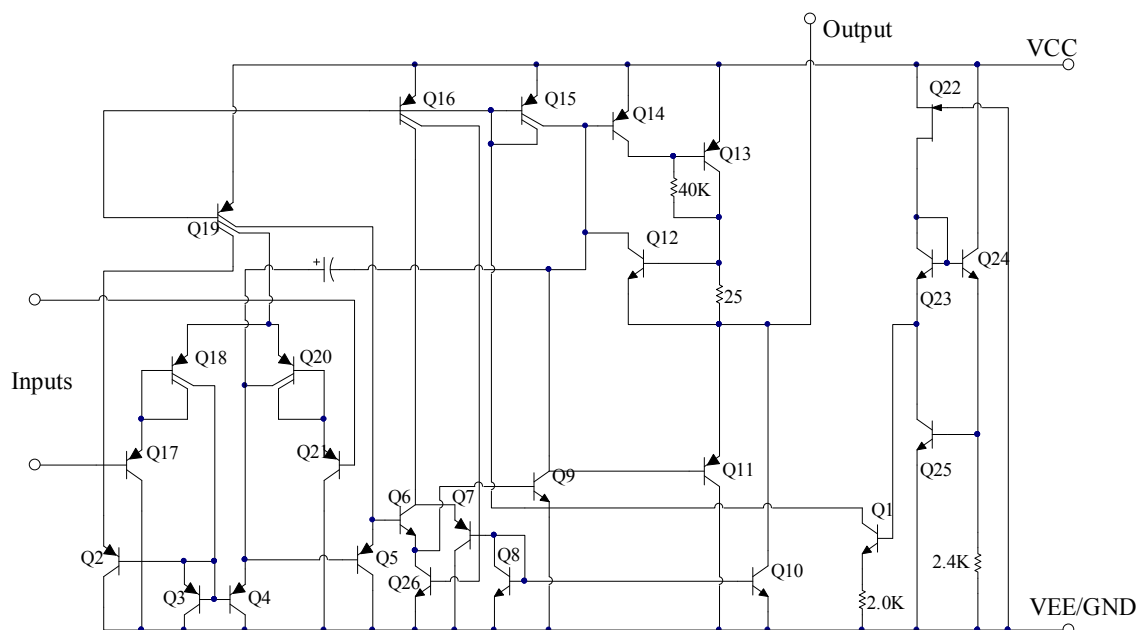 Output
VCC
Q16
Q15
Q14
Q22
Q13
40K
Q19
Q12
Q24
+
25
Q23
Q18
Q20
Inputs
Q17
Q21
Q25
Q11
Q9
Q6
Q7
Q1
Q2
Q5
Q8
Q26
Q10
2.4K
Q3
Q4
2.0K
VEE/GND